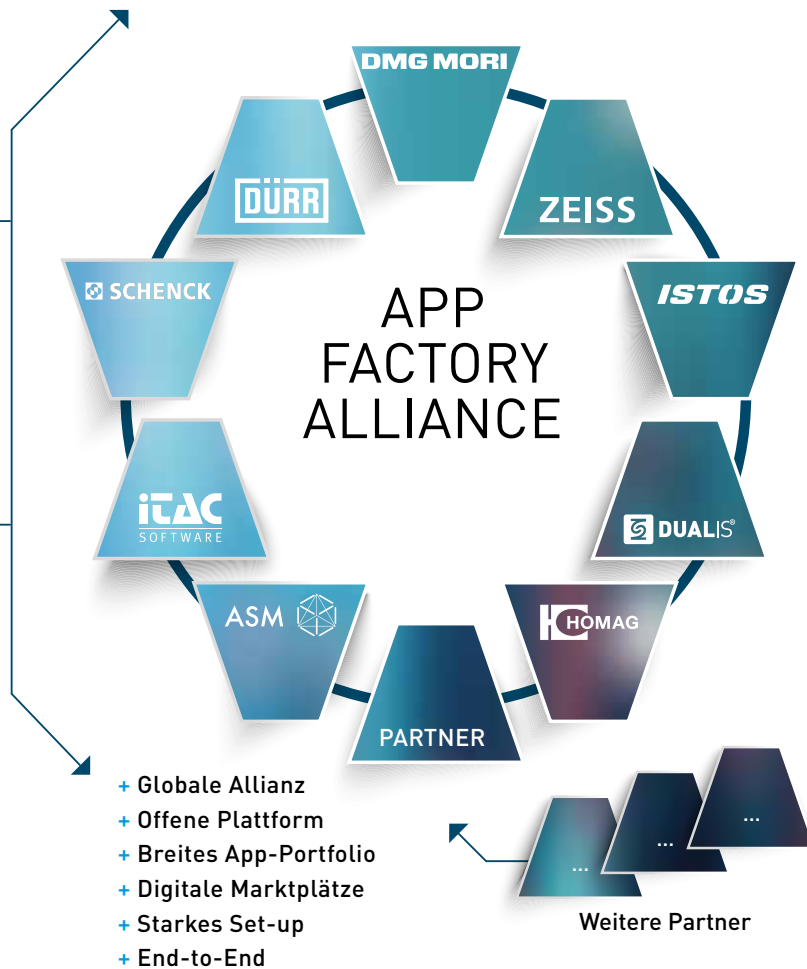 DMG MORI
DÜRR
ZEISS
SCHENCK
ISTOS
APP
FACTORY
ALLIANCE
iTAC
SOFTWARE
DUALIS®
ASM
HOMAG
PARTNER
+ Globale Allianz
+ Offene Plattform
+ Breites App-Portfolio
+ Digitale Marktplätze
+ Starkes Set-up
+ End-to-End
...
...
...
Weitere Partner